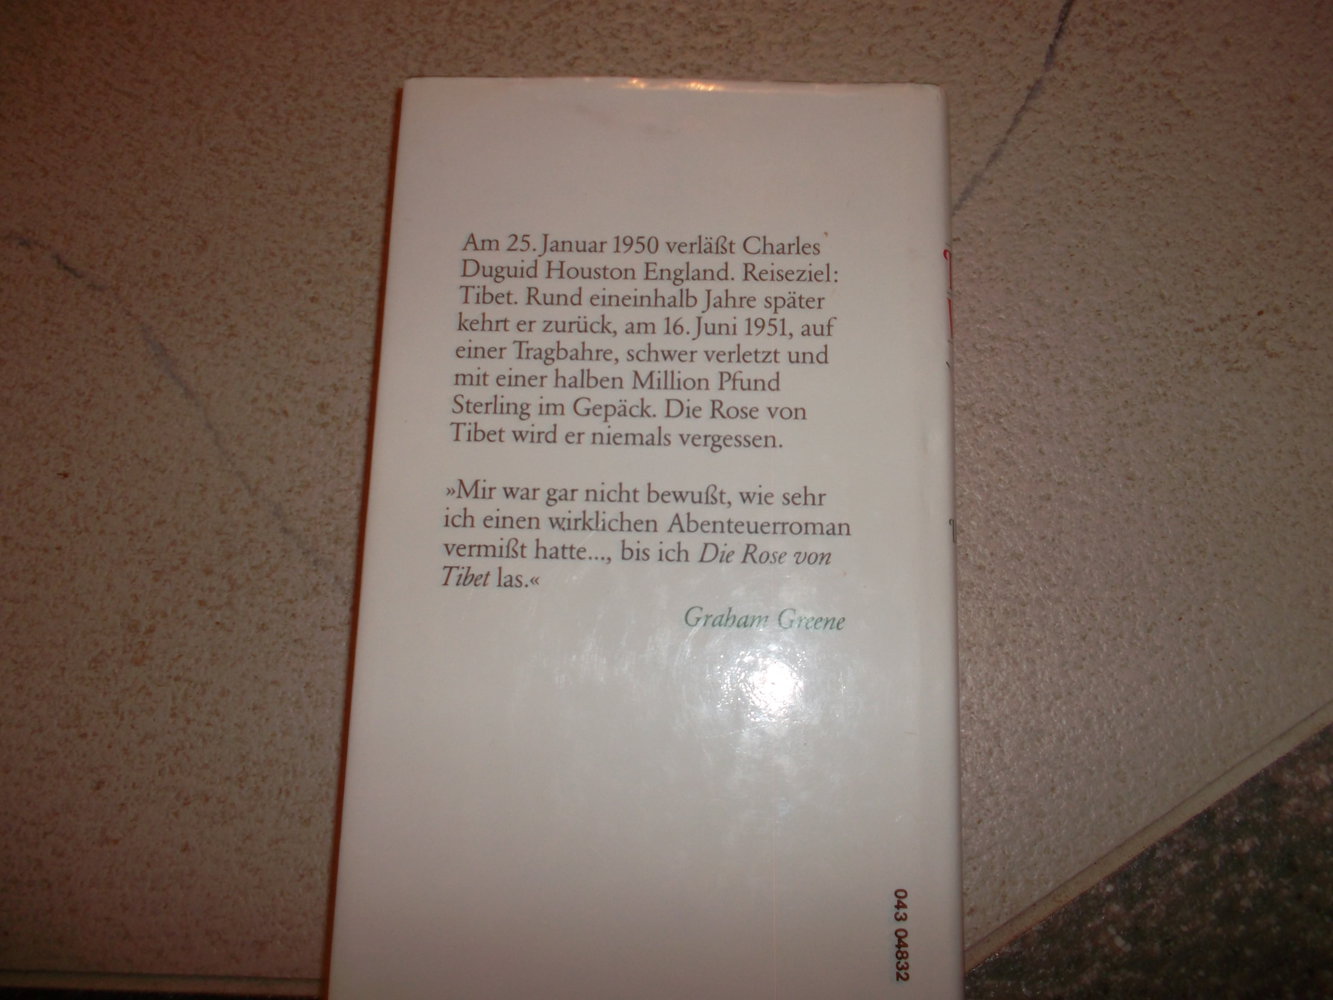 Am 25. Januar 1950 verläßt Charles
Duguid Houston England. Reiseziel:
Tibet. Rund eineinhalb Jahre später
kehrt er zurück, am 16. Juni 1951, auf
einer Tragbahre, schwer verletzt und
mit einer halben Million Pfund
Sterling im Gepäck. Die Rose von
Tibet wird er niemals vergessen.
»Mir war gar nicht bewußt, wie sehr
ich einen wirklichen Abenteuerroman
vermißt hatte..., bis ich Die Rose von
Tibet las.«
Graham Greene
043 04832